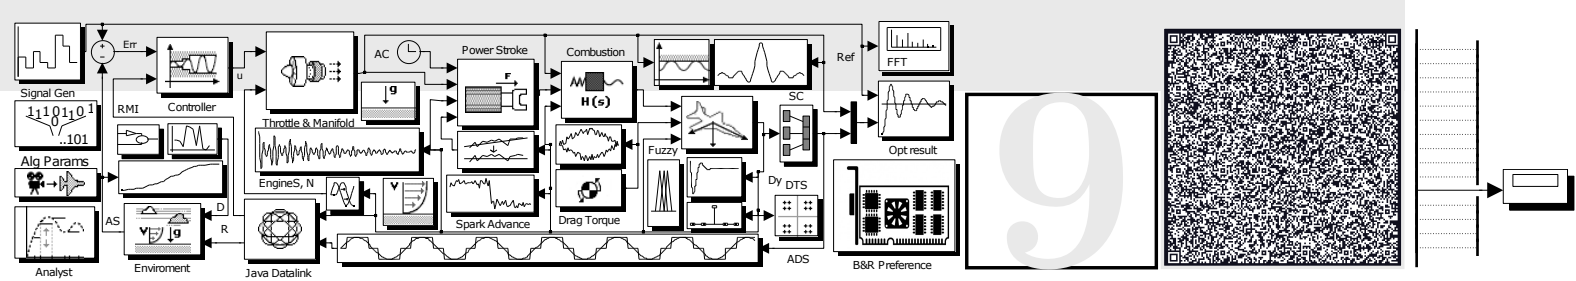 Signal Gen
+
−
Err
Controller
u
AC
Power Stroke
F
Combustion
H(s)
SC
Ref
FFT
Throttle & Manifold
g
RMI
1 1 1 0 1 1 0 1
0
..101
Alg Params
EngineS, N
Fuzzy
Opt result
Dy DTS
Drag Torque
Spark Advance
V
AS
D
R
V
g
Analyst
Enviroment
Java Datalink
ADS
B&R Preference
9